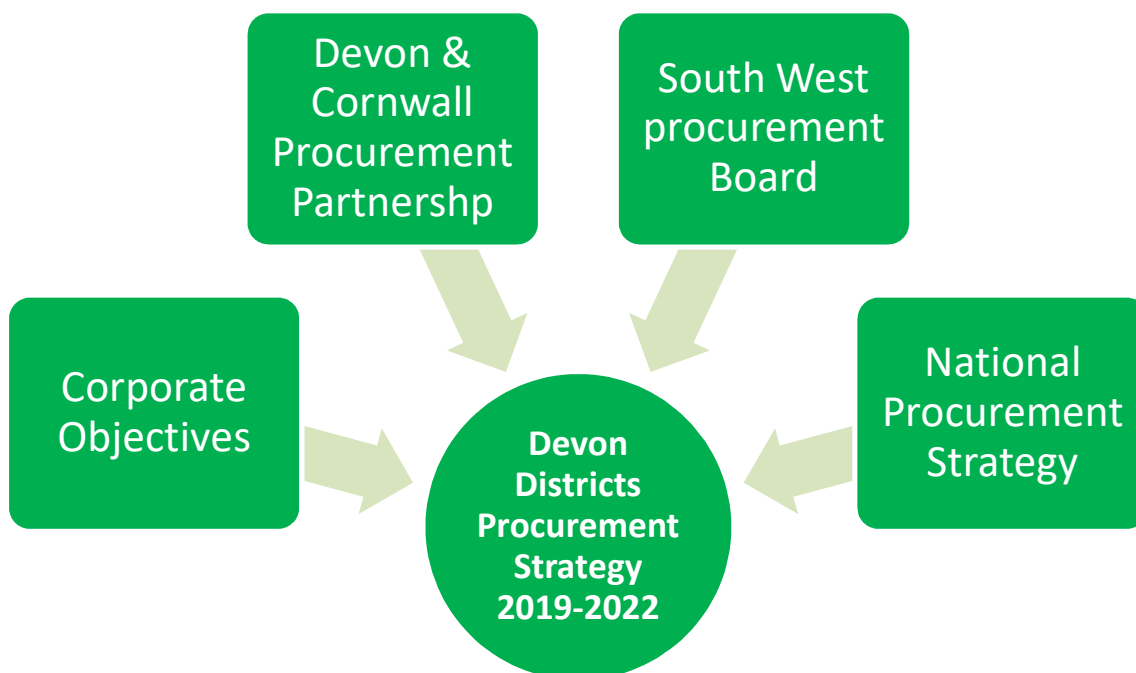 Devon &
Cornwall
Procurement
Partnershp
South West
procurement
Board
Corporate
Objectives
National
Procurement
Strategy
Devon
Districts
Procurement
Strategy
2019-2022